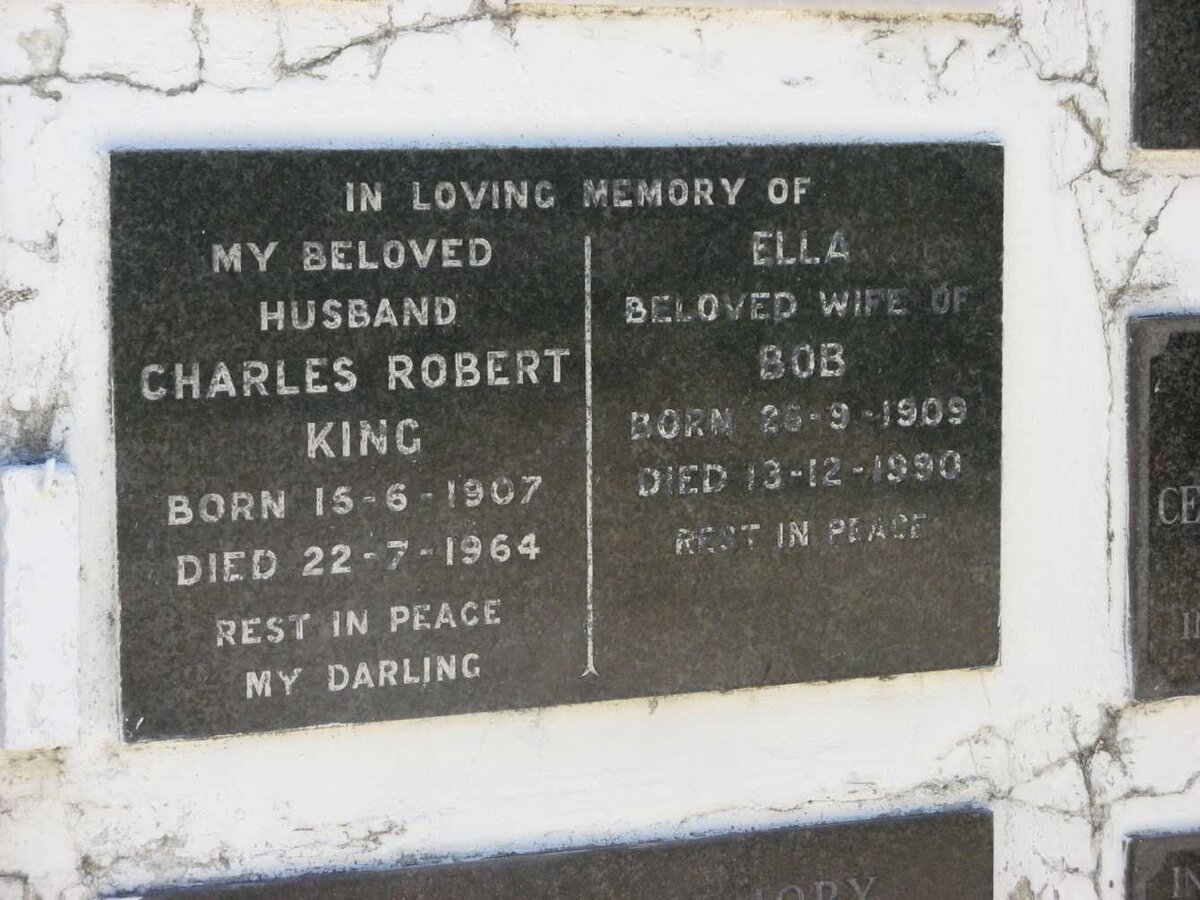 IN LOVING MEMORY OF
MY BELOVED
HUSBAND
CHARLES ROBERT
KING
BORN 15-6-1907
DIED 22-7-1964
REST IN PEACE
MY DARLING
ELLA
BELOVED WIFE OF
BOB
BORN 26-9-1909
DIED 13-12-1990
REST IN PEACE